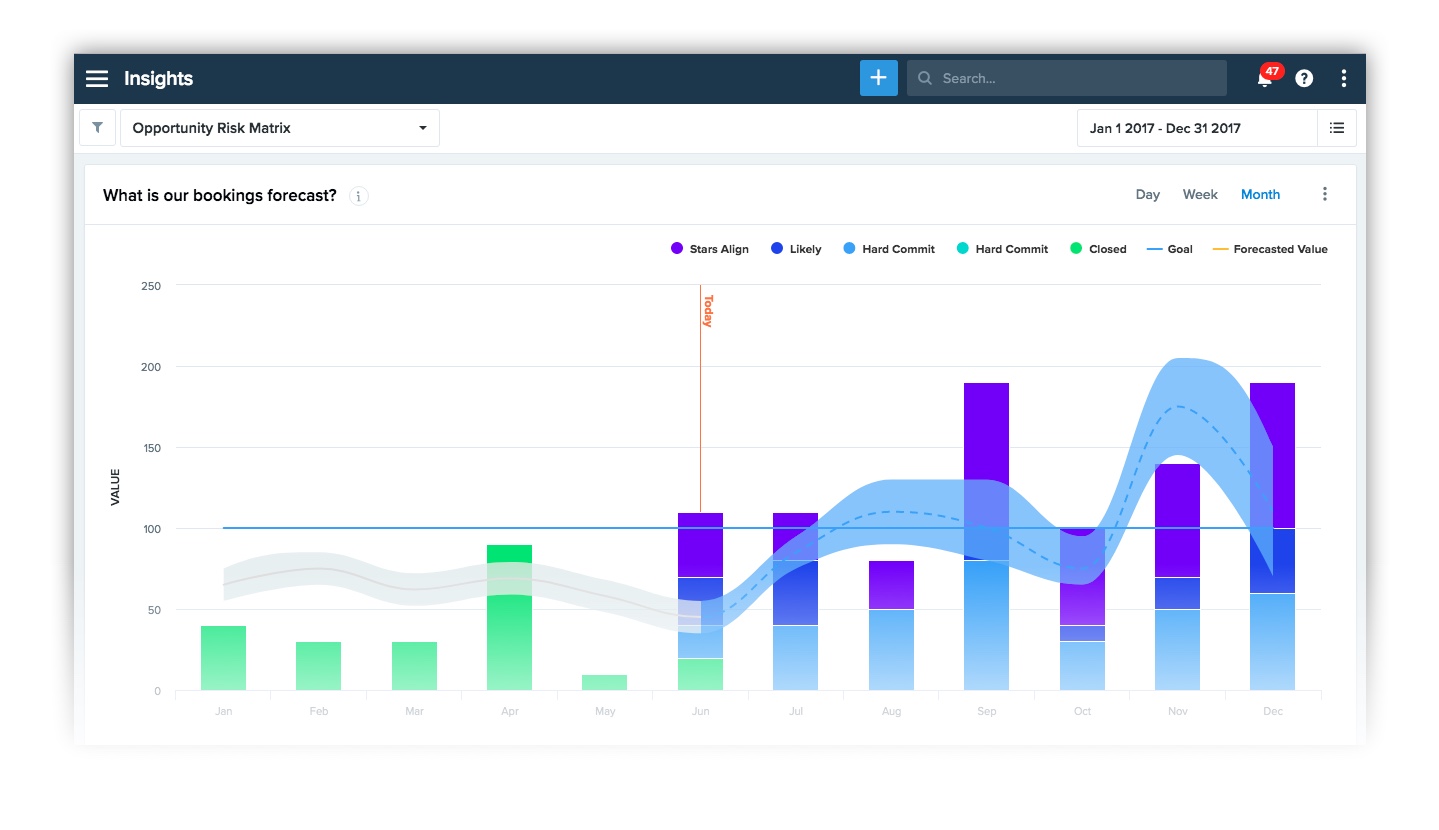 Insights
+
Search...
47
?
Opportunity Risk Matrix
Jan 1 2017 - Dec 31 2017
What is our bookings forecast?
i
Day Week Month
Stars Align Likely Hard Commit Hard Commit Closed Goal Forecasted Value
250
200
150
100
50
0
VALUE
Today
Jan Feb Mar Apr May Jun Jul Aug Sep Oct Nov Dec